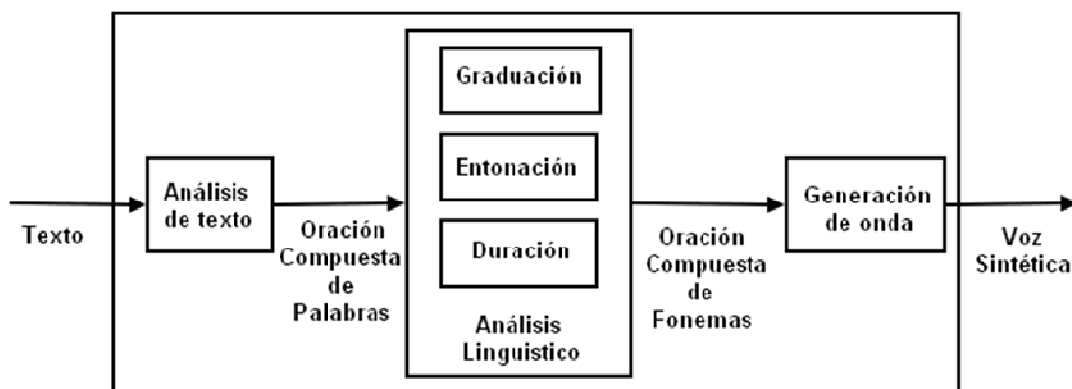 Texto
Análisis
de texto
Oración
Compuesta
de
Palabras
Graduación
Entonación
Duración
Análisis
Linguistico
Oración
Compuesta
de
Fonemas
Generación
de onda
Voz
Sintética